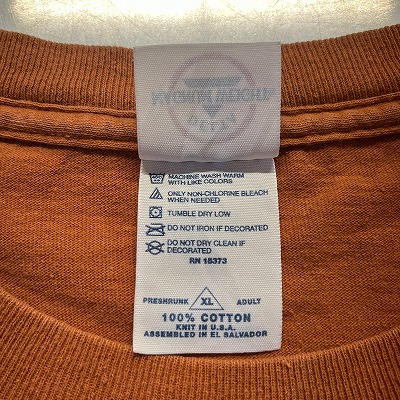 MACHINE WASH WARM
WITH LIKE COLORS
ONLY NON-CHLORINE BLEACH
WHEN NEEDED
TUMBLE DRY LOW
DO NOT IRON IF DECORATED
DO NOT DRY CLEAN IF
DECORATED
RN 18373
PRESHRUNK XL ADULT
100% COTTON
KNIT IN U.S.A.
ASSEMBLED IN EL SALVADOR